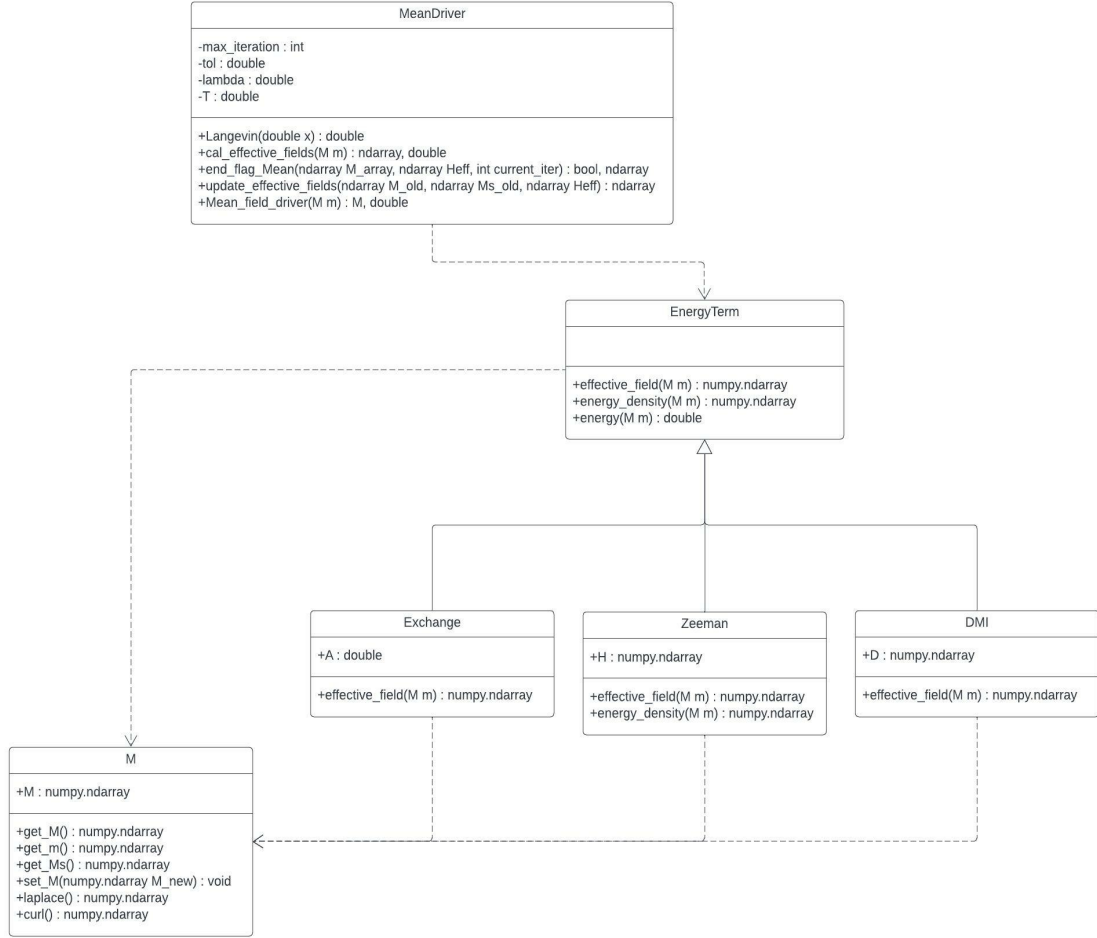 MeanDriver
-max_iteration : int
-tol : double
-lambda : double
-T : double
+Langevin(double x) : double
+cal_effective_fields(M m) : ndarray, double
+end_flag_Mean(ndarray M_array, ndarray Heff, int current_iter) : bool, ndarray
+update_effective_fields(ndarray M_old, ndarray Ms_old, ndarray Heff) : ndarray
+Mean_field_driver(M m) : M, double
EnergyTerm
+effective_field(M m) : numpy.ndarray
+energy_density(M m) : numpy.ndarray
+energy(M m) : double
Exchange
+A : double
+effective_field(M m) : numpy.ndarray
Zeeman
+H : numpy.ndarray
+effective_field(M m) : numpy.ndarray
+energy_density(M m) : numpy.ndarray
DMI
+D : numpy.ndarray
+effective_field(M m) : numpy.ndarray
M
+M : numpy.ndarray
+get_M() : numpy.ndarray
+get_m() : numpy.ndarray
+get_Ms() : numpy.ndarray
+set_M(numpy.ndarray M_new) : void
+laplace() : numpy.ndarray
+curl() : numpy.ndarray